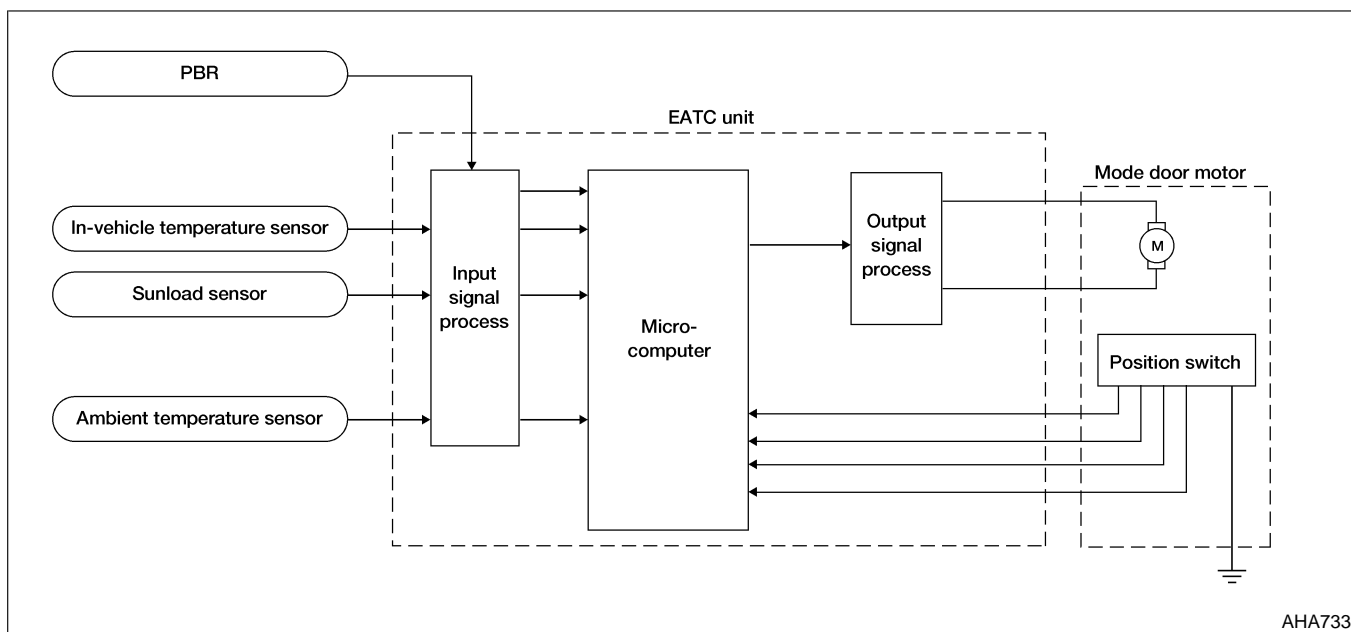 PBR
EATC unit
Mode door motor
In-vehicle temperature sensor
Sunload sensor
Ambient temperature sensor
Input
signal
process
Micro-
computer
Output
signal
process
M
Position switch
AHA733